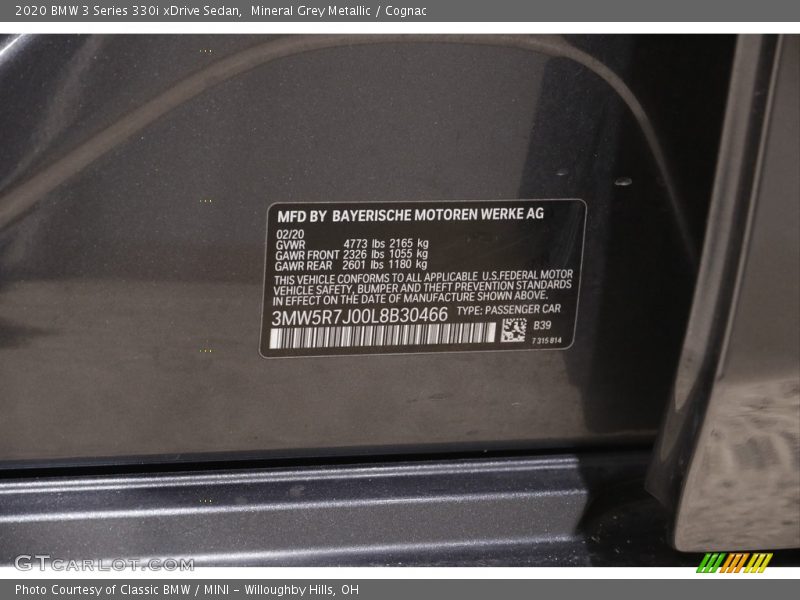 2020 BMW 3 Series 330i xDrive Sedan, Mineral Grey Metallic / Cognac
MFD BY BAYERISCHE MOTOREN WERKE AG
02/20
GVWR 4773 lbs 2165 kg
GAWR FRONT 2326 lbs 1055 kg
GAWR REAR 2601 lbs 1180 kg
THIS VEHICLE CONFORMS TO ALL APPLICABLE U.S.FEDERAL MOTOR
VEHICLE SAFETY, BUMPER AND THEFT PREVENTION STANDARDS
IN EFFECT ON THE DATE OF MANUFACTURE SHOWN ABOVE.
3MW5R7J00L8B30466 TYPE: PASSENGER CAR
B39
7 315 814
GTCARLOT.COM
Photo Courtesy of Classic BMW / MINI - Willoughby Hills, OH